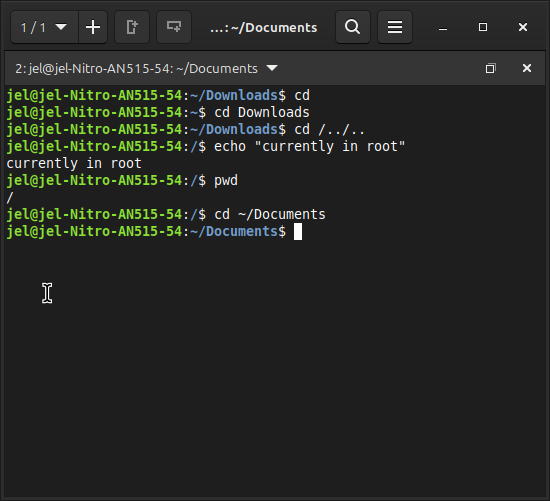 1 / 1
...: ~/Documents
2: jel@jel-Nitro-AN515-54: ~/Documents
jel@jel-Nitro-AN515-54:~/Downloads$ cd
jel@jel-Nitro-AN515-54:~$ cd Downloads
jel@jel-Nitro-AN515-54:~/Downloads$ cd /../..
jel@jel-Nitro-AN515-54:/$ echo "currently in root"
currently in root
jel@jel-Nitro-AN515-54:/$ pwd
/
jel@jel-Nitro-AN515-54:/$ cd ~/Documents
jel@jel-Nitro-AN515-54:~/Documents$